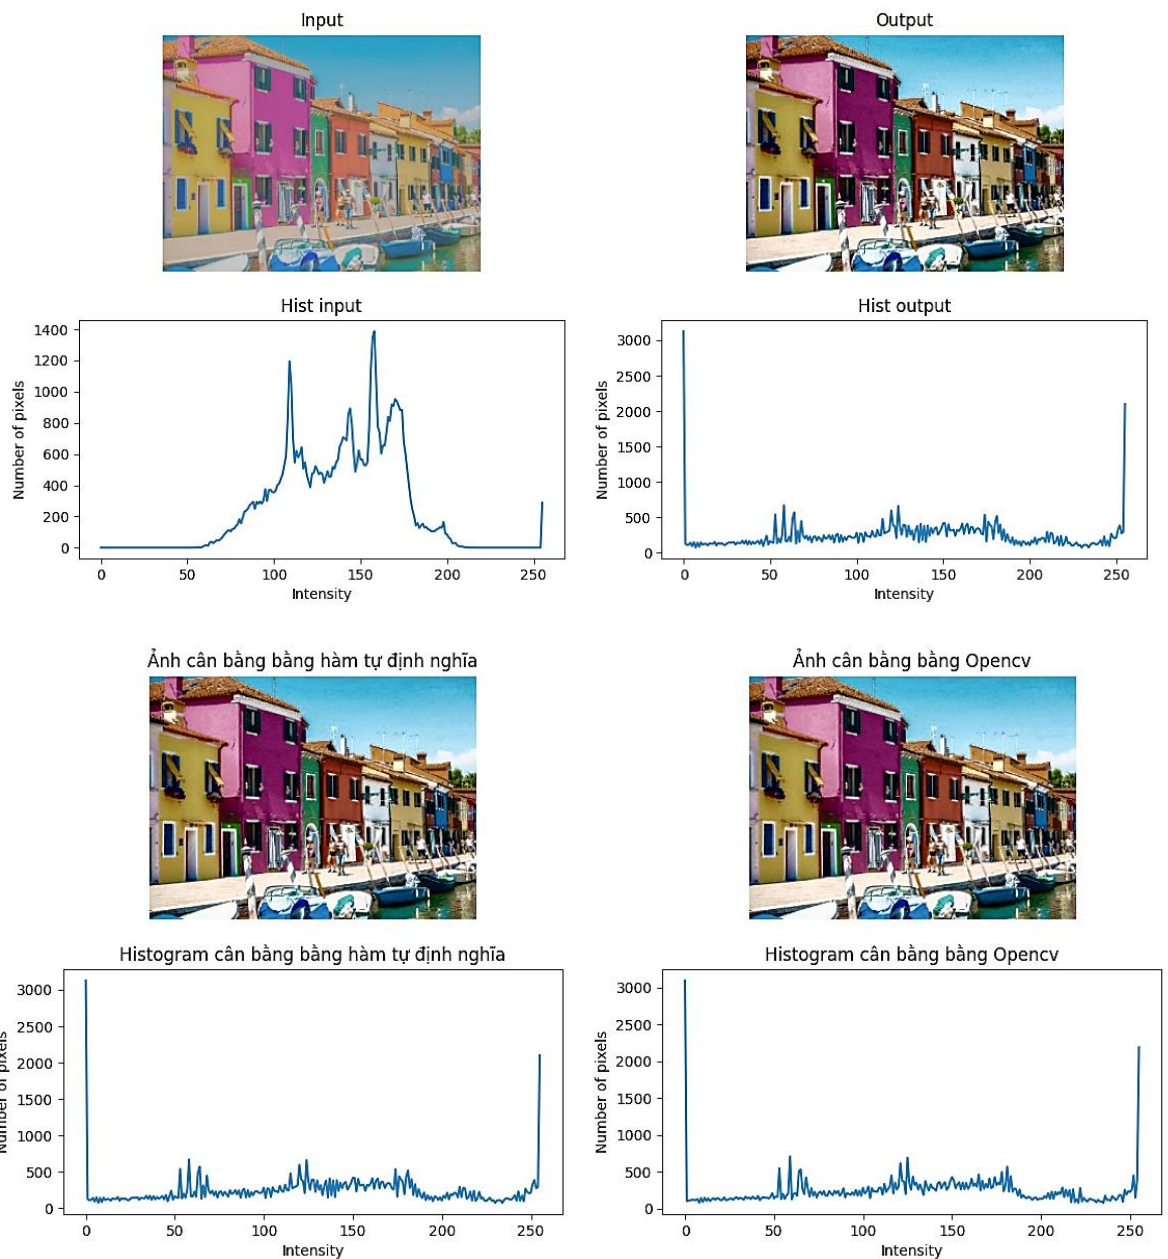 Input
Output
Hist input
Hist output
1400
1200
1000
800
600
400
200
0
Number of pixels
0 50 100 150 200 250
Intensity
3000
2500
2000
1500
1000
500
0
Number of pixels
0 50 100 150 200 250
Intensity
Ảnh cân bằng bằng hàm tự định nghĩa
Ảnh cân bằng bằng Opencv
Histogram cân bằng bằng hàm tự định nghĩa
Histogram cân bằng bằng Opencv
3000
2500
2000
1500
1000
500
0
Number of pixels
0 50 100 150 200 250
Intensity
3000
2500
2000
1500
1000
500
0
Number of pixels
0 50 100 150 200 250
Intensity